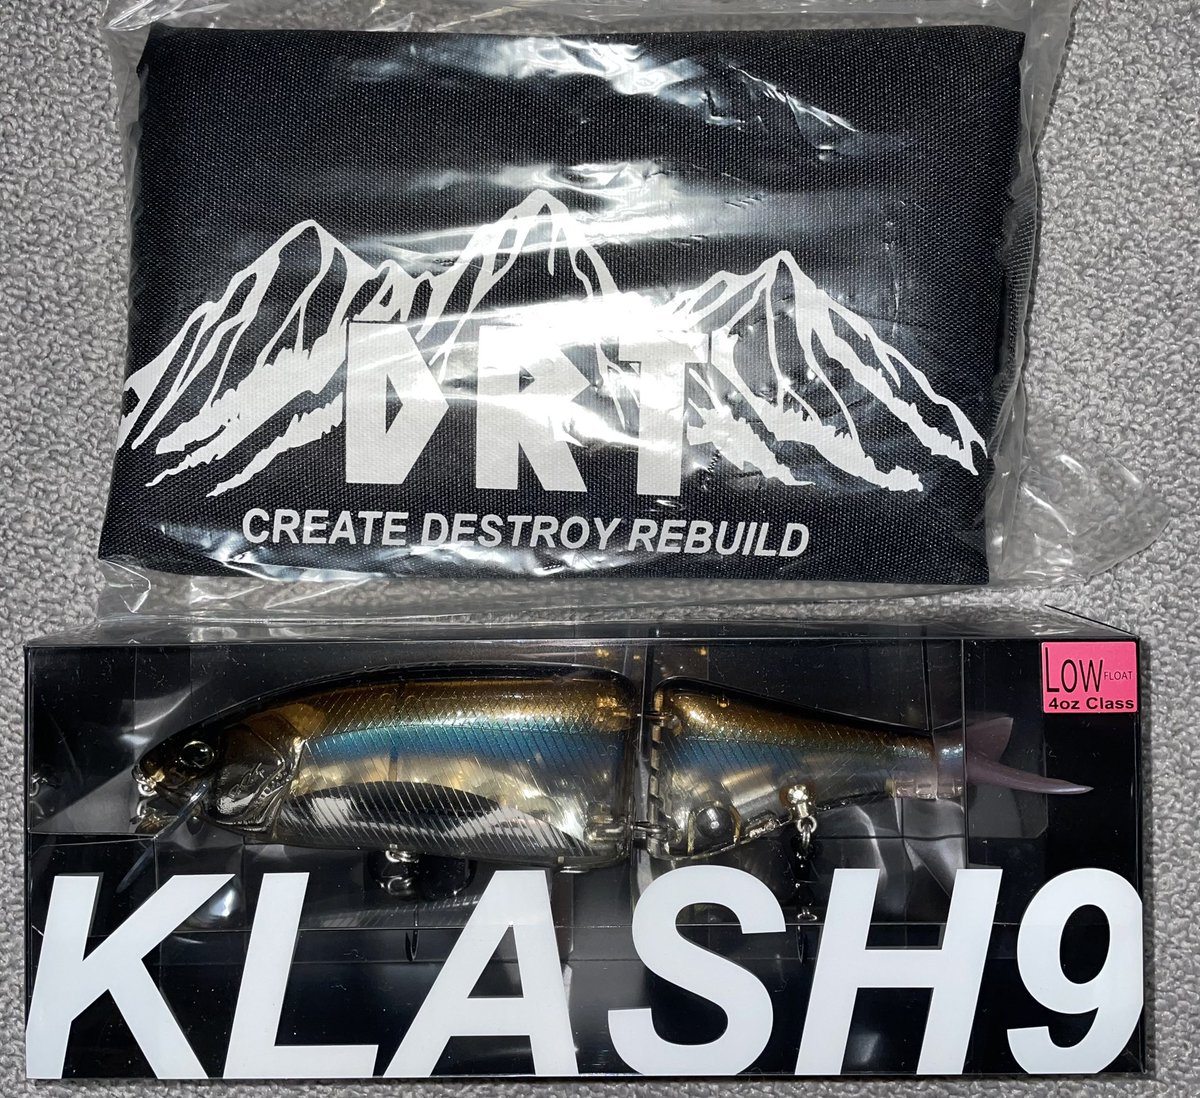 DRT
CREATE DESTROY REBUILD
LOW FLOAT
4oz Class
KLASH9